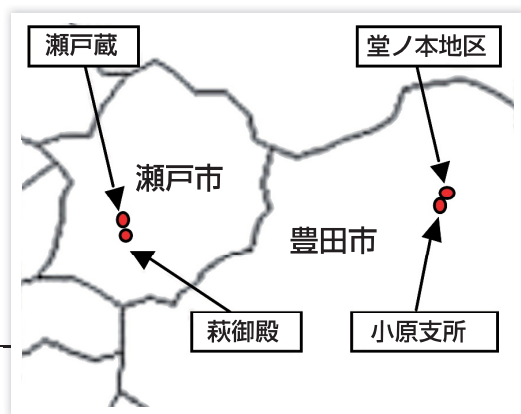 瀬戸蔵
堂ノ本地区
瀬戸市
豊田市
萩御殿
小原支所